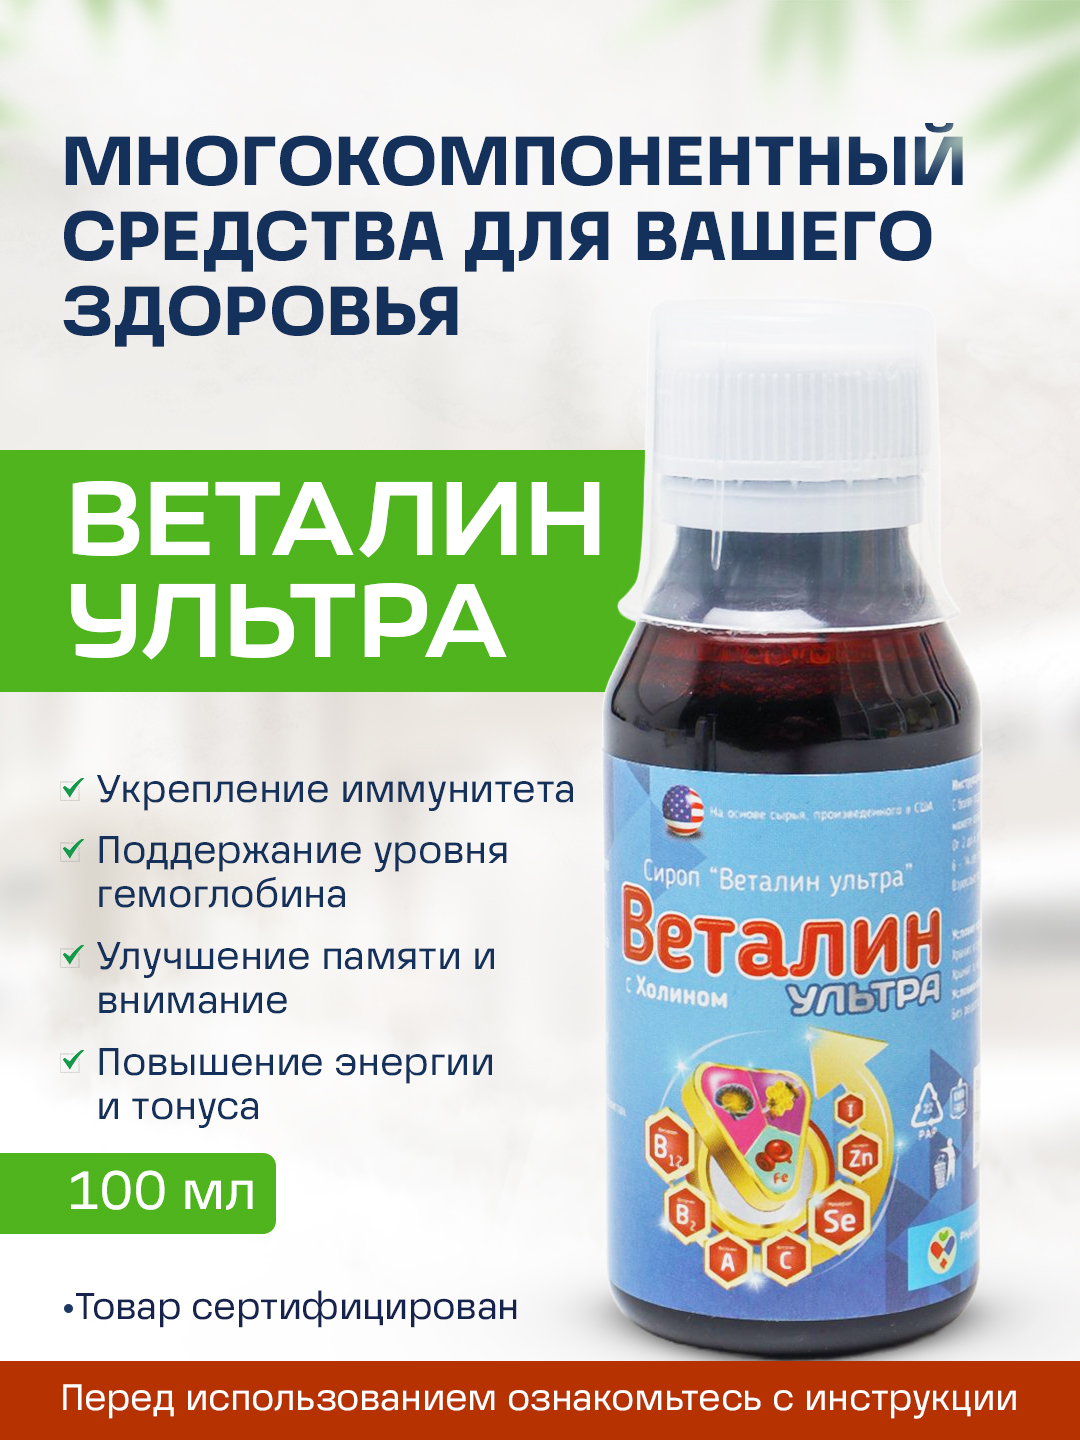 МНОГОКОМПОНЕНТНЫЙ
СРЕДСТВА ДЛЯ ВАШЕГО
ЗДОРОВЬЯ
ВЕТАЛИН
УЛЬТРА
Укрепление иммунитета
Поддержание уровня
гемоглобина
Улучшение памяти и
внимание
Повышение энергии
и тонуса
100 мл
•Товар сертифицирован
Перед использованием ознакомьтесь с инструкции
На основе сырья, произведенного в США
Сироп “Веталин ультра”
Веталин
с Холином
УЛЬТРА
I
B12
Zn
Fe
B2
Se
A
C
22
PAP